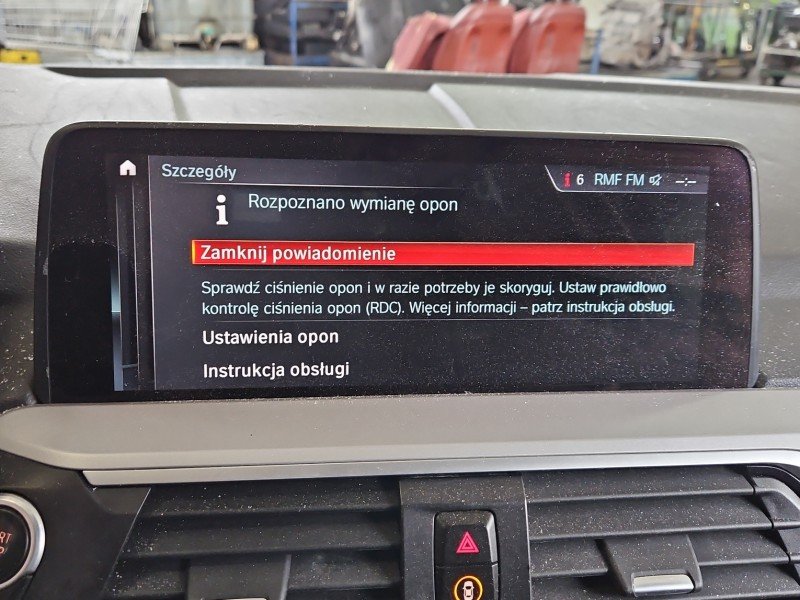 Szczegóły
6 RMF FM --:--
Rozpoznano wymianę opon
Zamknij powiadomienie
Sprawdź ciśnienie opon i w razie potrzeby je skoryguj. Ustaw prawidłowo
kontrolę ciśnienia opon (RDC). Więcej informacji – patrz instrukcja obsługi.
Ustawienia opon
Instrukcja obsługi